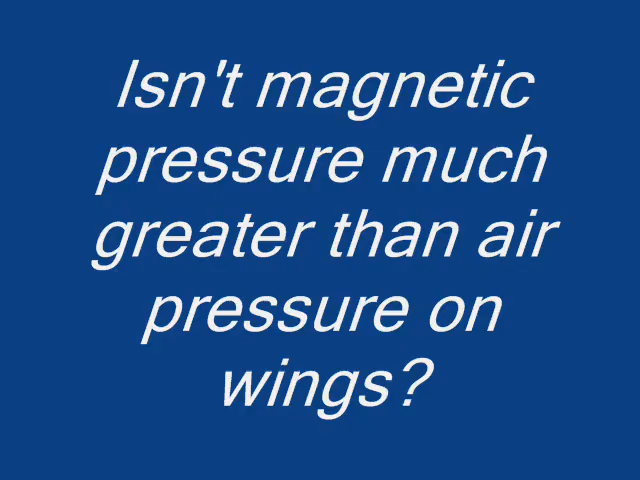 Isn't magnetic
pressure much
greater than air
pressure on
wings?